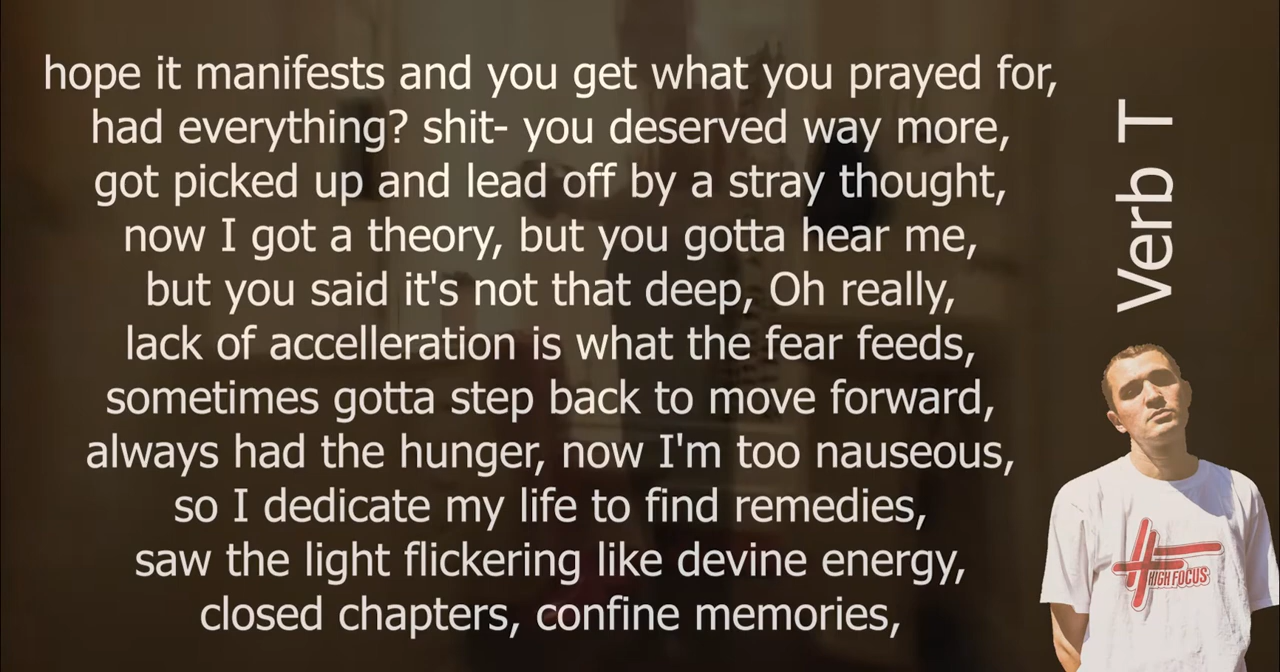 hope it manifests and you get what you prayed for,
had everything? shit- you deserved way more,
got picked up and lead off by a stray thought,
now I got a theory, but you gotta hear me,
but you said it's not that deep, Oh really,
lack of accelleration is what the fear feeds,
sometimes gotta step back to move forward,
always had the hunger, now I'm too nauseous,
so I dedicate my life to find remedies,
saw the light flickering like devine energy,
closed chapters, confine memories,
Verb T
HIGH FOCUS